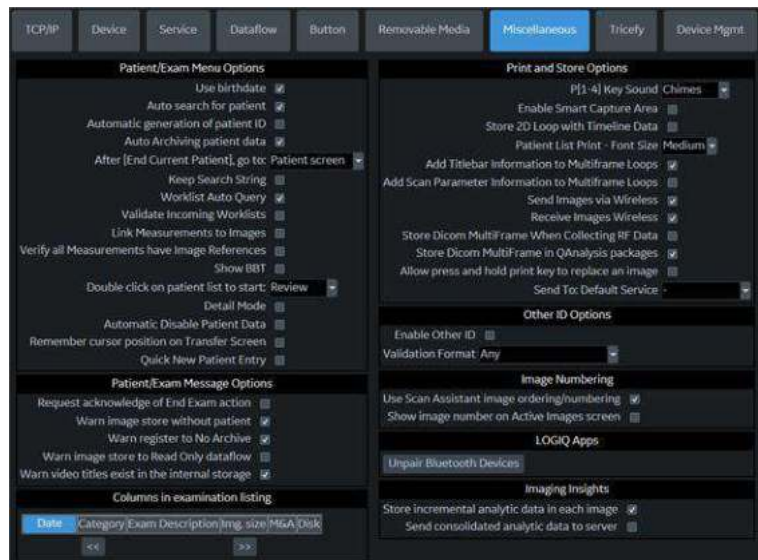 TCP/IP Device Service Dataflow Button Removable Media Miscellaneous Tricefy Device Mgmt
Patient/Exam Menu Options
Use birthdate
Auto search for patient
Automatic generation of patient ID
Auto Archiving patient data
After [End Current Patient], go to: Patient screen
Keep Search String
Worklist Auto Query
Validate Incoming Worklists
Link Measurements to Images
Verify all Measurements have Image References
Show BBT
Double click on patient list to start: Review
Detail Mode
Automatic Disable Patient Data
Remember cursor position on Transfer Screen
Quick New Patient Entry
Patient/Exam Message Options
Request acknowledge of End Exam action
Warn image store without patient
Warn register to No Archive
Warn image store to Read Only dataflow
Warn video titles exist in the internal storage
Columns in examination listing
Date Category Exam Description Img. size M&A Disk
<< >>
Print and Store Options
P[1-4] Key Sound Chimes
Enable Smart Capture Area
Store 2D Loop with Timeline Data
Patient List Print - Font Size Medium
Add Titlebar Information to Multiframe Loops
Add Scan Parameter Information to Multiframe Loops
Send Images via Wireless
Receive Images Wireless
Store Dicom MultiFrame When Collecting RF Data
Store Dicom MultiFrame in QAnalysis packages
Allow press and hold print key to replace an image
Send To: Default Service -
Other ID Options
Enable Other ID
Validation Format Any
Image Numbering
Use Scan Assistant image ordering/numbering
Show image number on Active Images screen
LOGIQ Apps
Unpair Bluetooth Devices
Imaging Insights
Store incremental analytic data in each image
Send consolidated analytic data to server